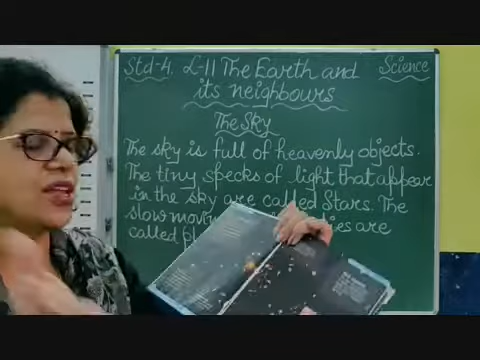 Std-4. L-11 The Earth and Science
its neighbours
The Sky
The sky is full of heavenly objects.
The tiny specks of light that appear
in the sky are called Stars. The
slow are
called